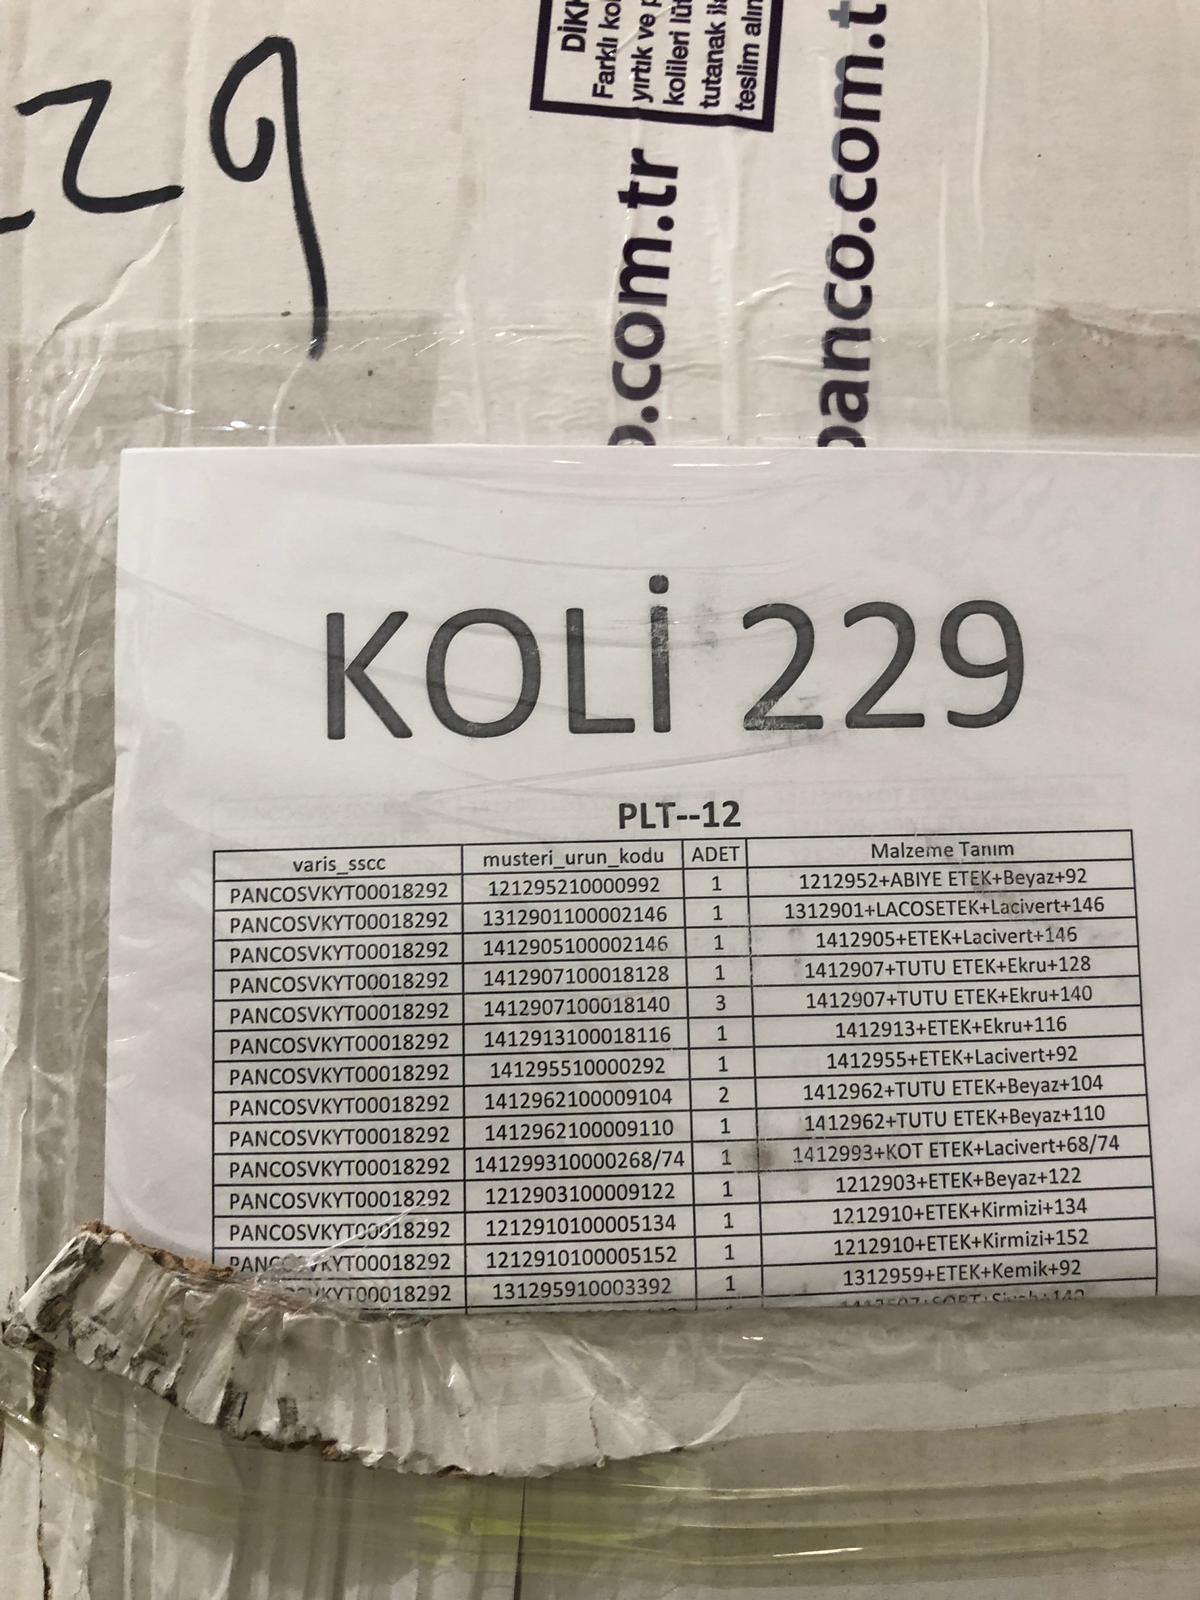 29
DİKK
Farklı ko
yırtık ve p
kolileri lüt
tutanak il
teslim alın
.com.tr
panco.com.t
KOLİ 229
PLT--12
varis_sscc musteri_urun_kodu ADET Malzeme Tanım
PANCOSVKYT00018292 121295210000992 1 1212952+ABIYE ETEK+Beyaz+92
PANCOSVKYT00018292 1312901100002146 1 1312901+LACOSETEK+Lacivert+146
PANCOSVKYT00018292 1412905100002146 1 1412905+ETEK+Lacivert+146
PANCOSVKYT00018292 1412907100018128 1 1412907+TUTU ETEK+Ekru+128
PANCOSVKYT00018292 1412907100018140 3 1412907+TUTU ETEK+Ekru+140
PANCOSVKYT00018292 1412913100018116 1 1412913+ETEK+Ekru+116
PANCOSVKYT00018292 141295510000292 1 1412955+ETEK+Lacivert+92
PANCOSVKYT00018292 1412962100009104 2 1412962+TUTU ETEK+Beyaz+104
PANCOSVKYT00018292 1412962100009110 1 1412962+TUTU ETEK+Beyaz+110
PANCOSVKYT00018292 141299310000268/74 1 1412993+KOT ETEK+Lacivert+68/74
PANCOSVKYT00018292 1212903100009122 1 1212903+ETEK+Beyaz+122
PANCOSVKYT00018292 1212910100005134 1 1212910+ETEK+Kirmizi+134
PANCOSVKYT00018292 1212910100005152 1 1212910+ETEK+Kirmizi+152
VKYT00018292 131295910003392 1 1312959+ETEK+Kemik+92